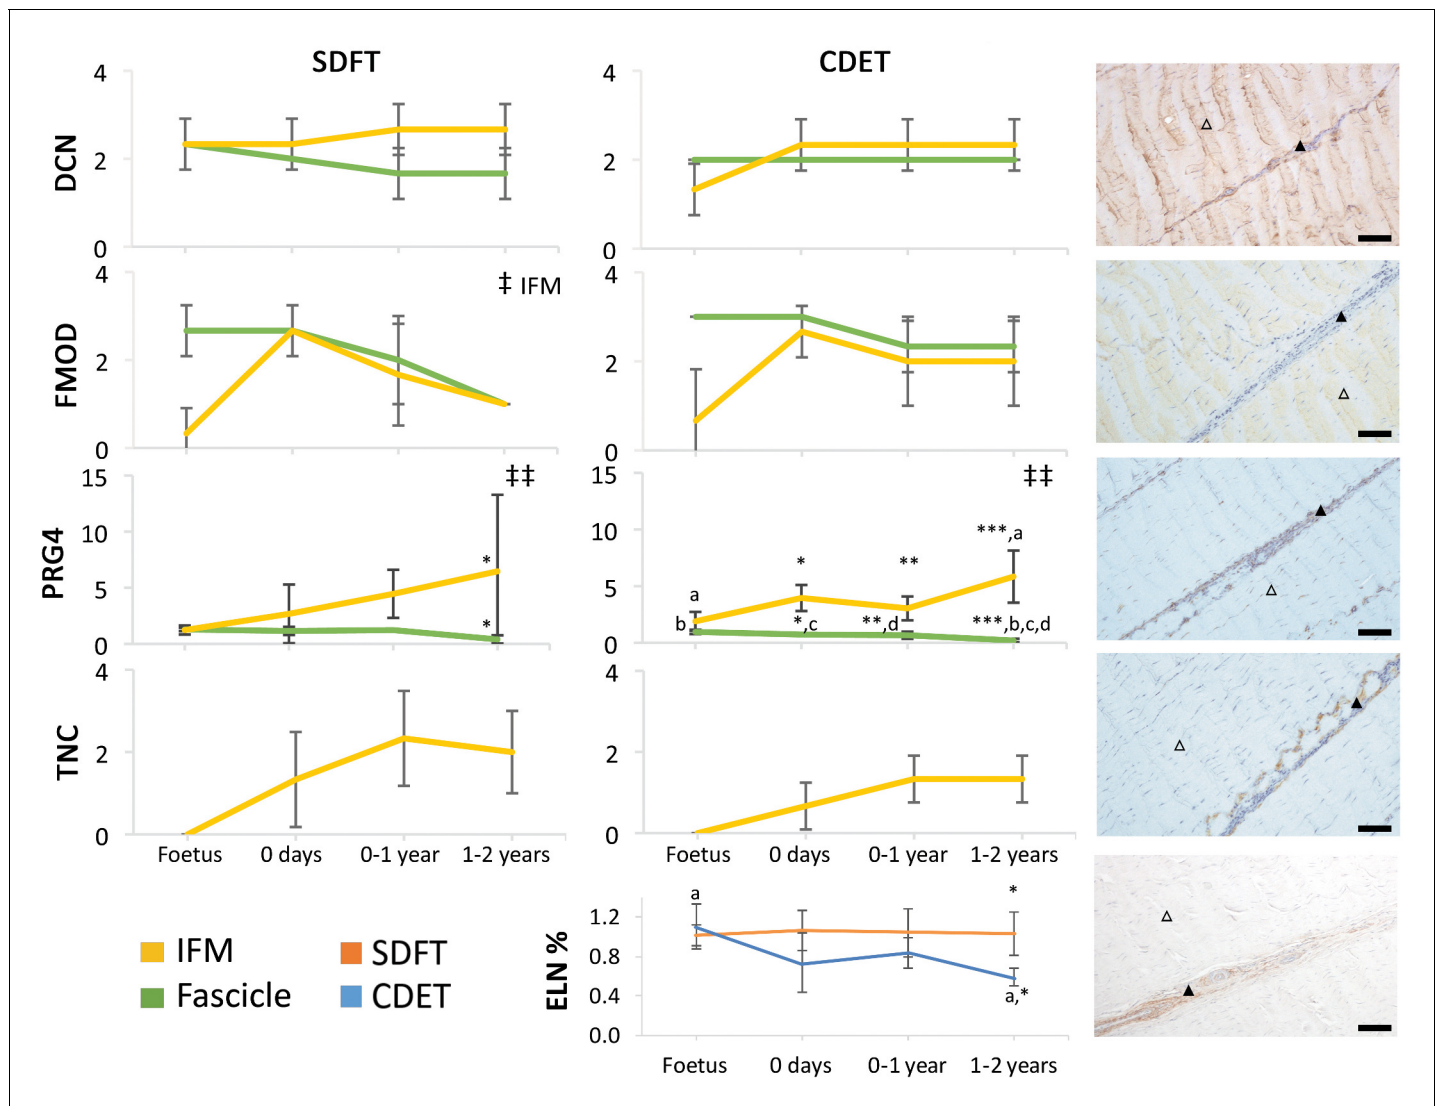 SDFT
CDET
DCN
4
2
0
4
2
0
FMOD
4
2
0
‡ IFM
4
2
0
PRG4
15
10
5
0
‡‡
*
*
15
10
5
0
‡‡
a
*
**
***,a
b
*,c
**,d
***,b,c,d
TNC
4
2
0
Foetus 0 days 0-1 year 1-2 years
4
2
0
Foetus 0 days 0-1 year 1-2 years
IFM
Fascicle
SDFT
CDET
ELN %
1.2
0.8
0.4
0.0
a
*
a,*
Foetus 0 days 0-1 year 1-2 years